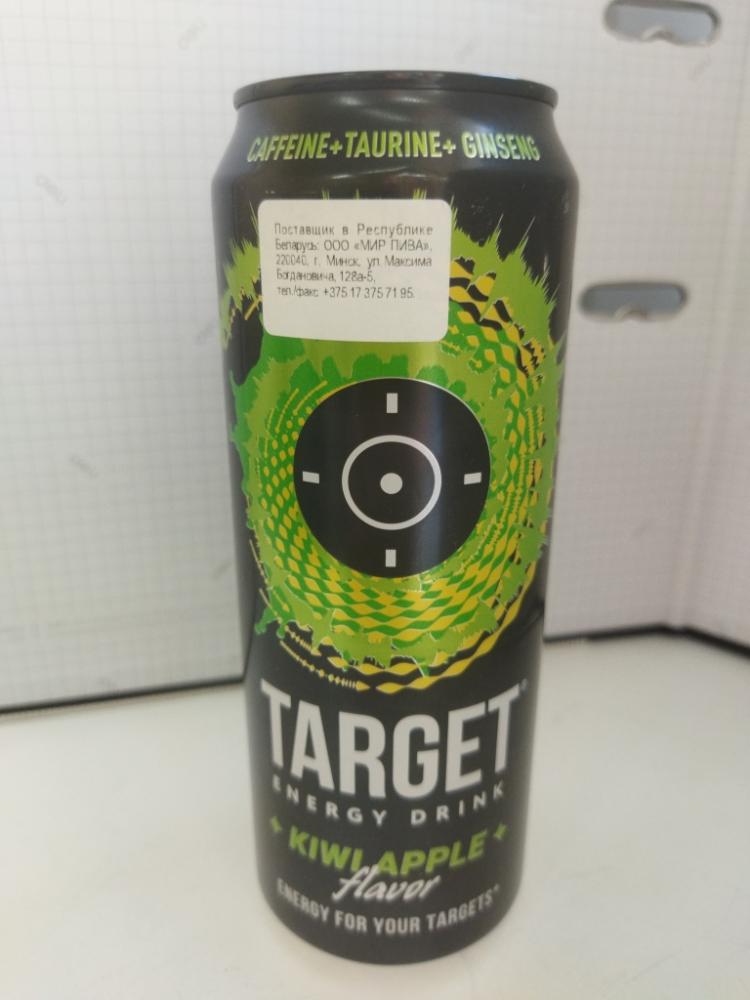 CAFFEINE+TAURINE+ GINSENG
Поставщик в Республике
Беларусь: ООО «МИР ПИВА»,
220040, г. Минск, ул. Максима
Богдановича, 128а-5,
тел./факс +375 17 375 71 95.
TARGET®
ENERGY DRINK
+ KIWI APPLE +
flavor
ENERGY FOR YOUR TARGETS*